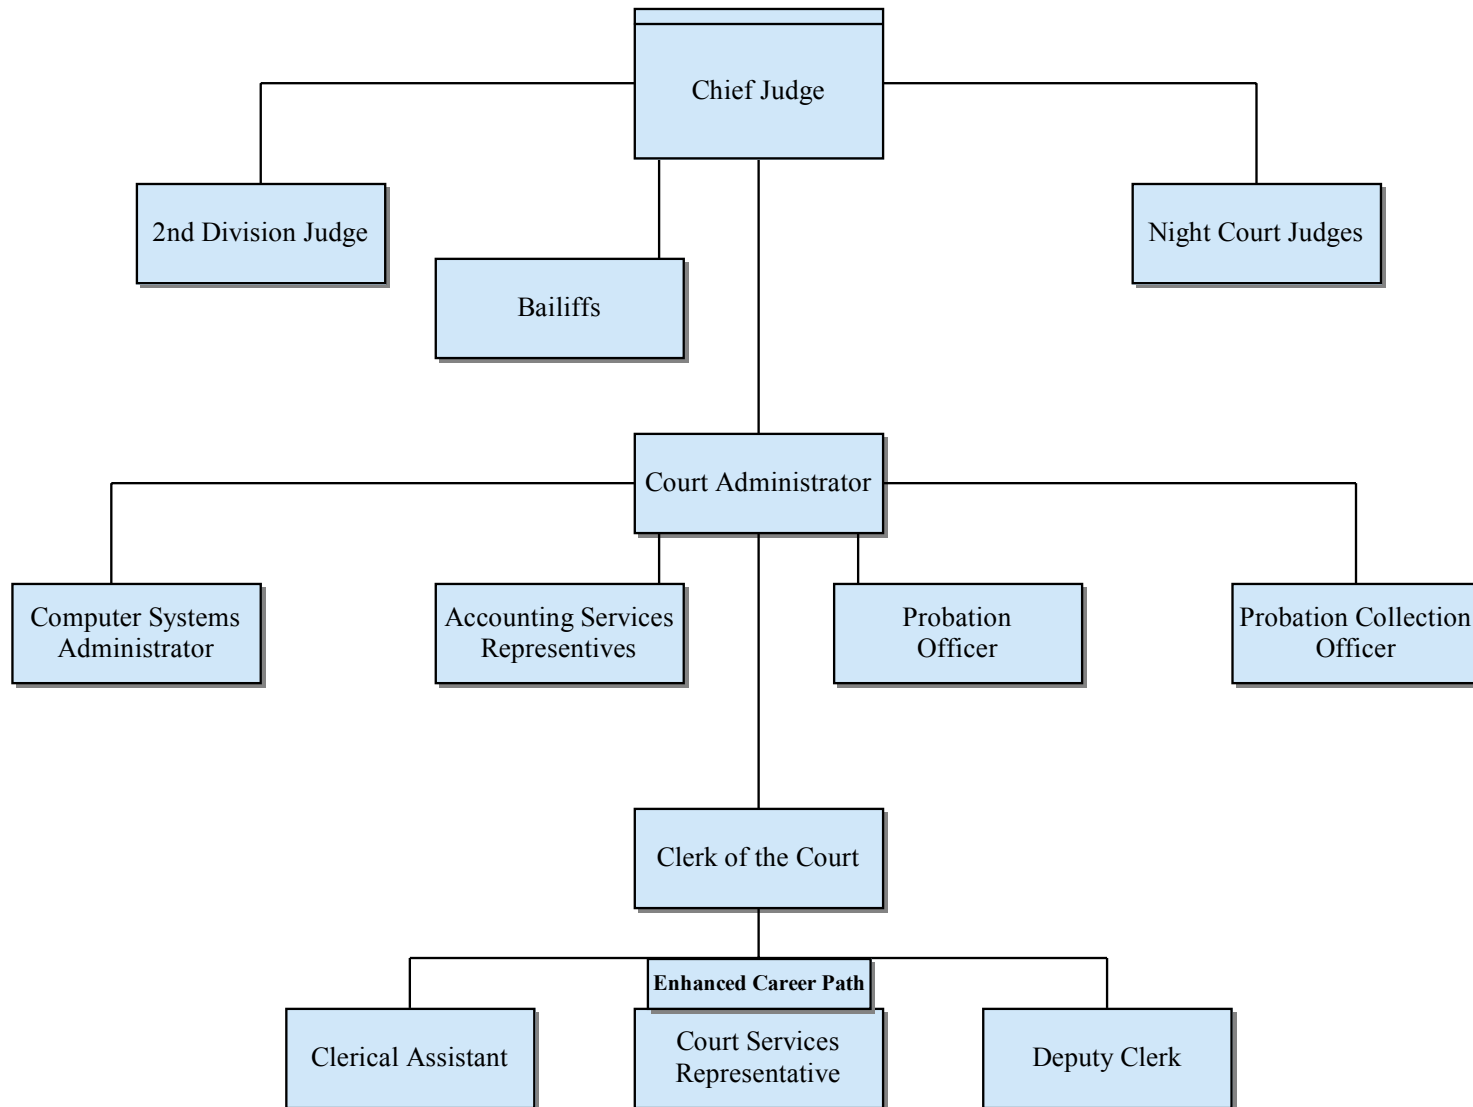 Chief Judge
2nd Division Judge
Night Court Judges
Bailiffs
Court Administrator
Computer Systems
Administrator
Accounting Services
Representives
Probation
Officer
Probation Collection
Officer
Clerk of the Court
Enhanced Career Path
Clerical Assistant
Court Services
Representative
Deputy Clerk